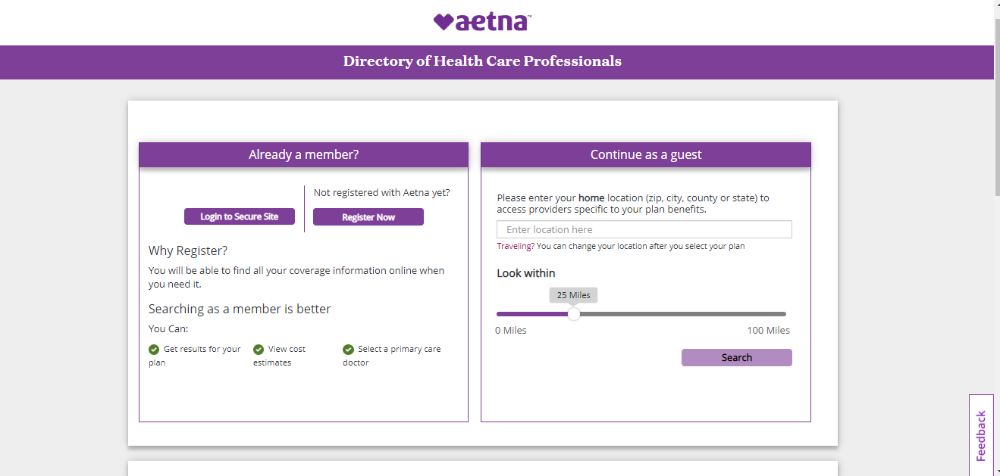 aetna™
Directory of Health Care Professionals
Already a member?
Not registered with Aetna yet?
Login to Secure Site
Register Now
Why Register?
You will be able to find all your coverage information online when
you need it.
Searching as a member is better
You Can:
Get results for your
plan
View cost
estimates
Select a primary care
doctor
Continue as a guest
Please enter your home location (zip, city, county or state) to
access providers specific to your plan benefits.
Enter location here
Traveling? You can change your location after you select your plan
Look within
25 Miles
0 Miles
100 Miles
Search
Feedback